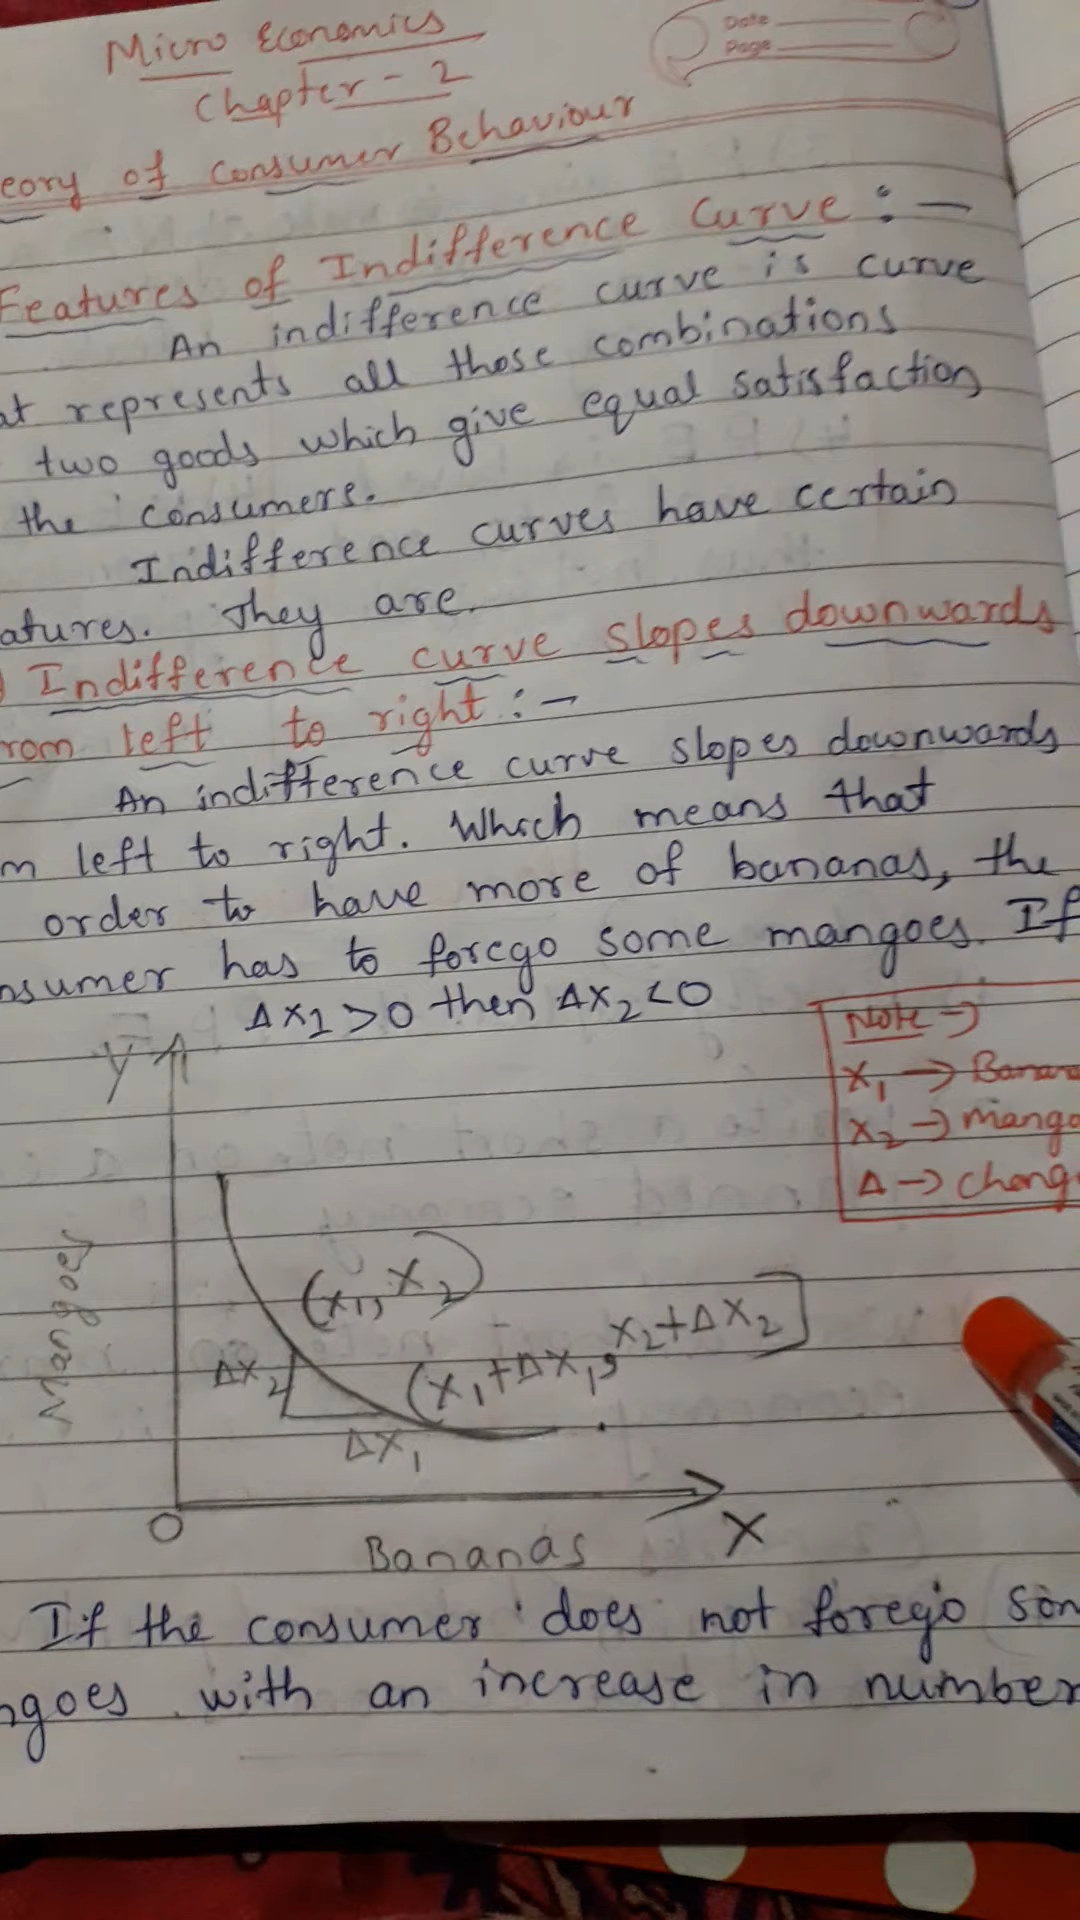 Date
Page
Micro Economics
Chapter - 2
eory of Consumer Behaviour
Features of Indifference Curve : -
An indifference curve is curve
at represents all those combinations
two goods which give equal satisfaction
the consumers.
Indifference curves have certain
atures. They are.
Indifference curve slopes downwards
rom left to right : -
An indifference curve slopes downwards
m left to right. Which means that
order to have more of bananas, the
nsumer has to forego some mangoes. If
ΔX1 > 0 then ΔX2 < 0
Note →
X1 → Banana
X2 → mango
Δ → Chang
Y
Mangoes
(X1, X2)
(X1+ΔX1, X2+ΔX2]
ΔX2
ΔX1
O
X
Bananas
If the consumer does not forego som
ngoes with an increase in number